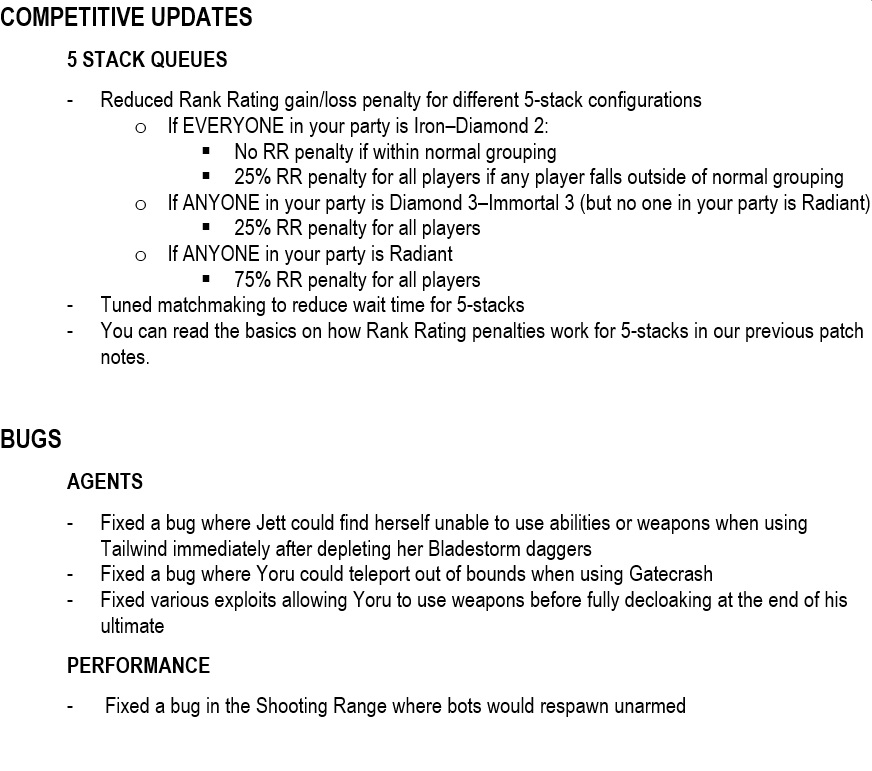 COMPETITIVE UPDATES
5 STACK QUEUES
- Reduced Rank Rating gain/loss penalty for different 5-stack configurations
o If EVERYONE in your party is Iron–Diamond 2:
▪ No RR penalty if within normal grouping
▪ 25% RR penalty for all players if any player falls outside of normal grouping
o If ANYONE in your party is Diamond 3–Immortal 3 (but no one in your party is Radiant)
▪ 25% RR penalty for all players
o If ANYONE in your party is Radiant
▪ 75% RR penalty for all players
- Tuned matchmaking to reduce wait time for 5-stacks
- You can read the basics on how Rank Rating penalties work for 5-stacks in our previous patch
notes.
BUGS
AGENTS
- Fixed a bug where Jett could find herself unable to use abilities or weapons when using
Tailwind immediately after depleting her Bladestorm daggers
- Fixed a bug where Yoru could teleport out of bounds when using Gatecrash
- Fixed various exploits allowing Yoru to use weapons before fully decloaking at the end of his
ultimate
PERFORMANCE
- Fixed a bug in the Shooting Range where bots would respawn unarmed